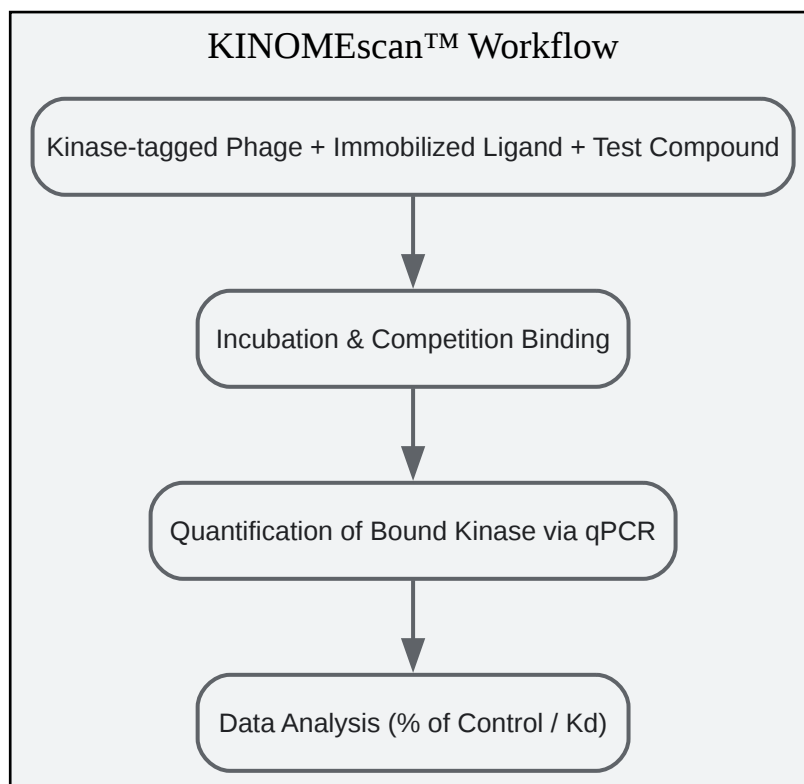 KINOMEscan™ Workflow
Kinase-tagged Phage + Immobilized Ligand + Test Compound
Incubation & Competition Binding
Quantification of Bound Kinase via qPCR
Data Analysis (% of Control / Kd)